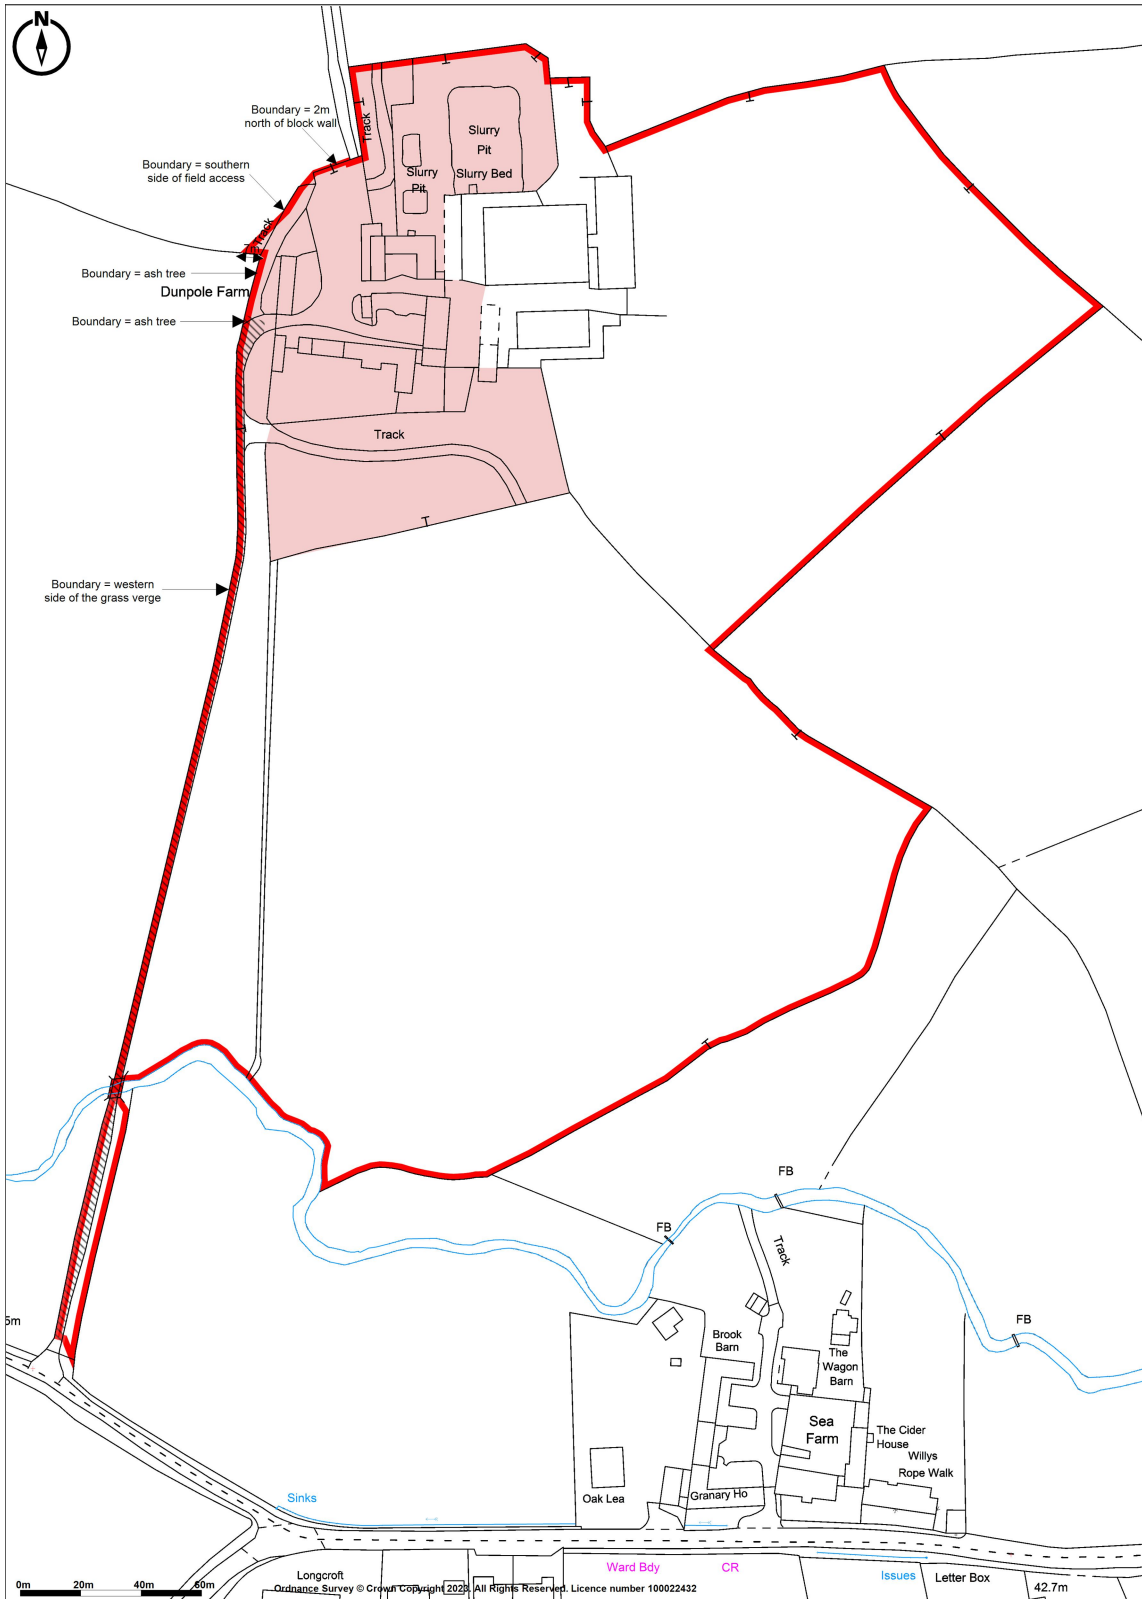 N
Boundary = 2m
north of block wall
Track
Slurry
Pit
Slurry
Pit
Slurry Bed
Boundary = southern
side of field access
Track
Boundary = ash tree
Dunpole Farm
Boundary = ash tree
Track
Boundary = western
side of the grass verge
FB
FB
Track
FB
5m
Brook
Barn
The
Wagon
Barn
Sea
Farm
The Cider
House
Willys
Rope Walk
Sinks
Oak Lea
Granary Ho
Ward Bdy
CR
Issues
Letter Box
Longcroft
42.7m
0m
20m
40m
60m
Ordnance Survey © Crown Copyright 2023. All Rights Reserved. Licence number 100022432